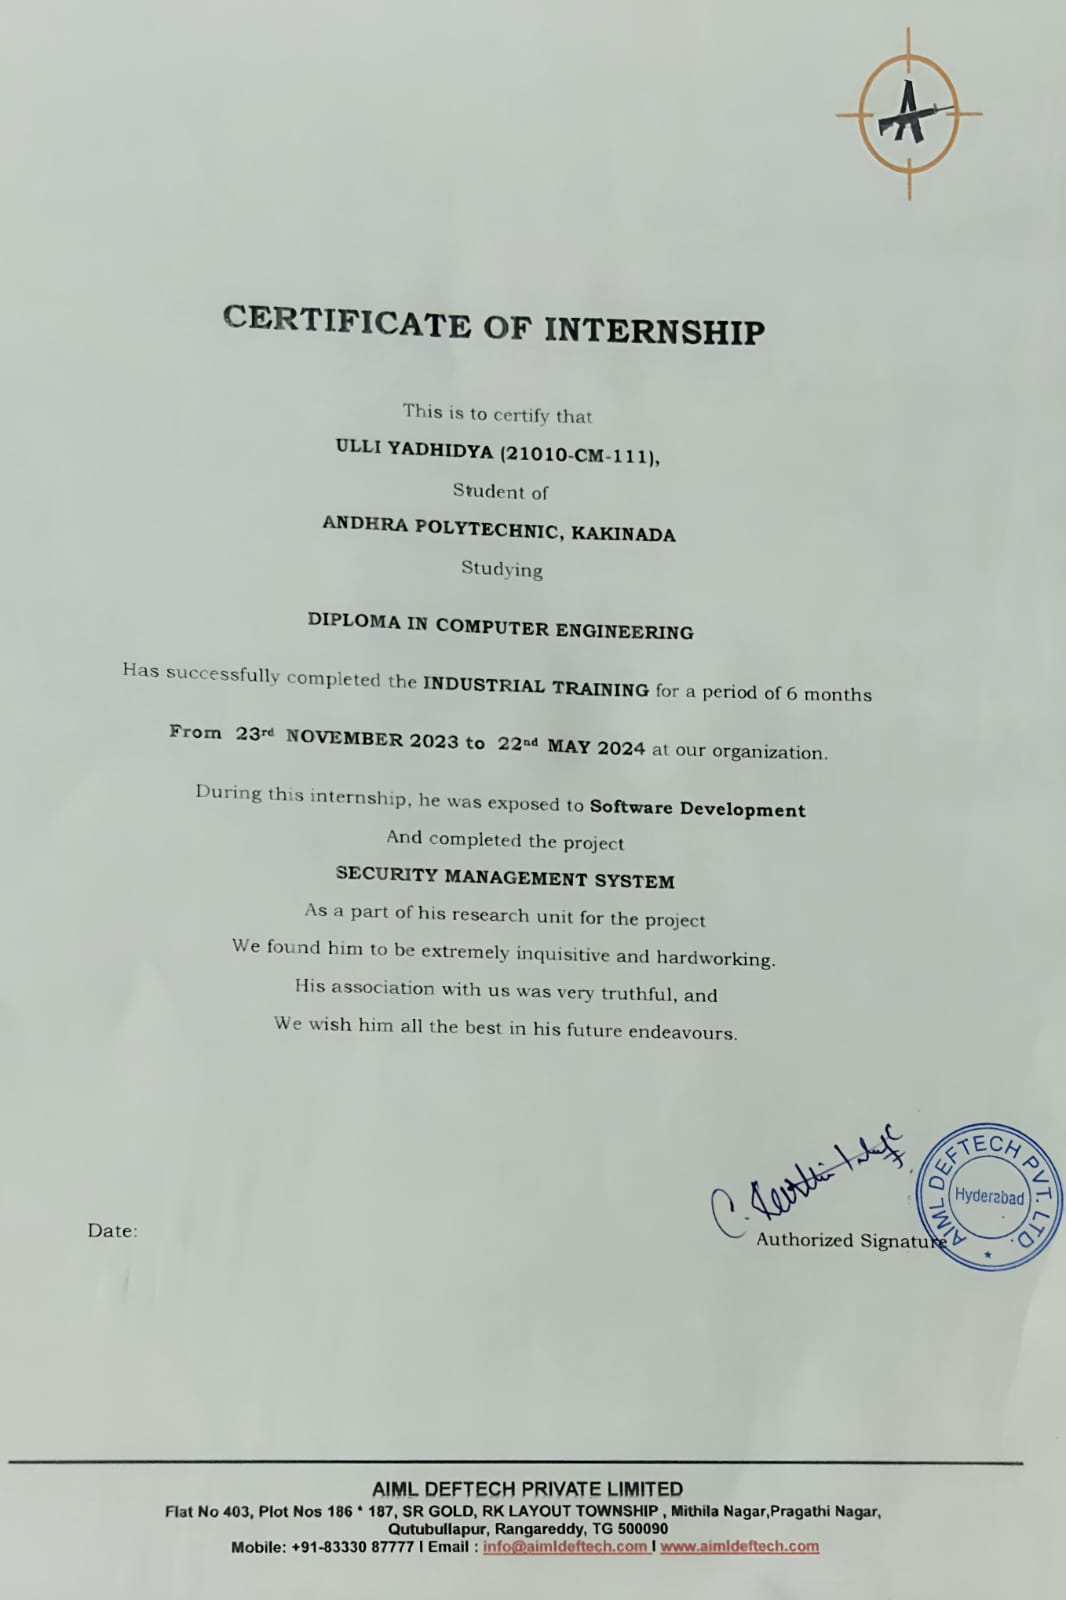 CERTIFICATE OF INTERNSHIP
This is to certify that
ULLI YADHIDYA (21010-CM-111),
Student of
ANDHRA POLYTECHNIC, KAKINADA
Studying
DIPLOMA IN COMPUTER ENGINEERING
Has successfully completed the INDUSTRIAL TRAINING for a period of 6 months
From 23rd NOVEMBER 2023 to 22nd MAY 2024 at our organization.
During this internship, he was exposed to Software Development
And completed the project
SECURITY MANAGEMENT SYSTEM
As a part of his research unit for the project
We found him to be extremely inquisitive and hardworking.
His association with us was very truthful, and
We wish him all the best in his future endeavours.
AIML DEFTECH PVT. LTD.
Hyderabad
Date:
Authorized Signature
AIML DEFTECH PRIVATE LIMITED
Flat No 403, Plot Nos 186 * 187, SR GOLD, RK LAYOUT TOWNSHIP , Mithila Nagar,Pragathi Nagar,
Qutubullapur, Rangareddy, TG 500090
Mobile: +91-83330 87777 I Email : info@aimldeftech.com I www.aimldeftech.com